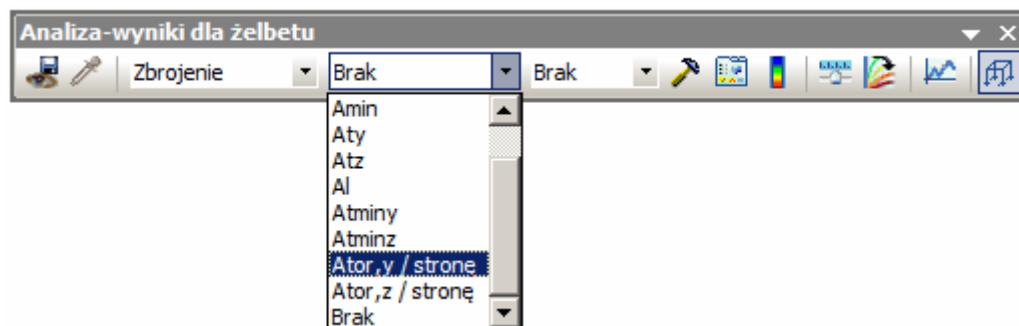 Analiza-wyniki dla żelbetu
Zbrojenie Brak Brak
Amin
Aty
Atz
Al
Atminy
Atminz
Ator,y / stronę
Ator,z / stronę
Brak